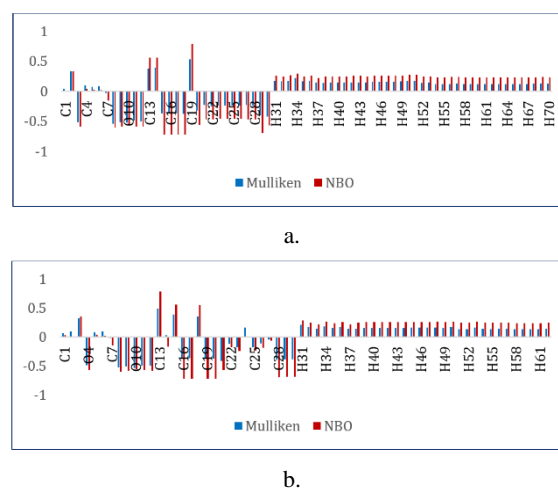 1
0.5
0
-0.5
-1
C1 C4 C7 O10 C13 C16 C19 C22 C25 C28 H31 H34 H37 H40 H43 H46 H49 H52 H55 H58 H61 H64 H67 H70
Mulliken NBO
a.
1
0.5
0
-0.5
-1
C1 O4 C7 O10 C13 C16 C19 C22 C25 C28 H31 H34 H37 H40 H43 H46 H49 H52 H55 H58 H61
Mulliken NBO
b.